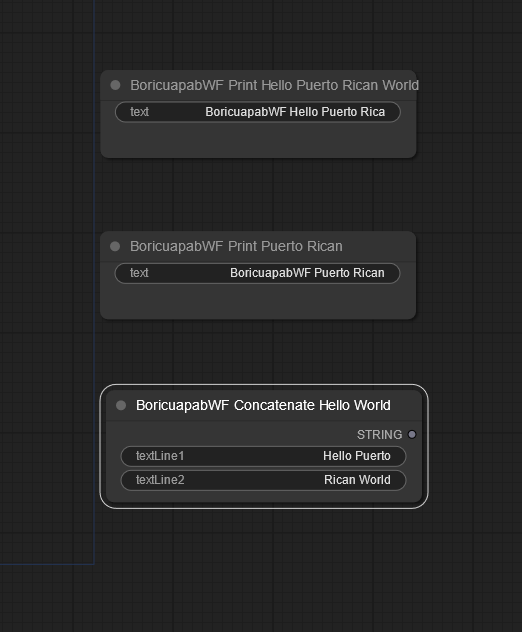 BoricuapabWF Print Hello Puerto Rican World
text BoricuapabWF Hello Puerto Rica
BoricuapabWF Print Puerto Rican
text BoricuapabWF Puerto Rican
BoricuapabWF Concatenate Hello World
STRING
textLine1 Hello Puerto
textLine2 Rican World